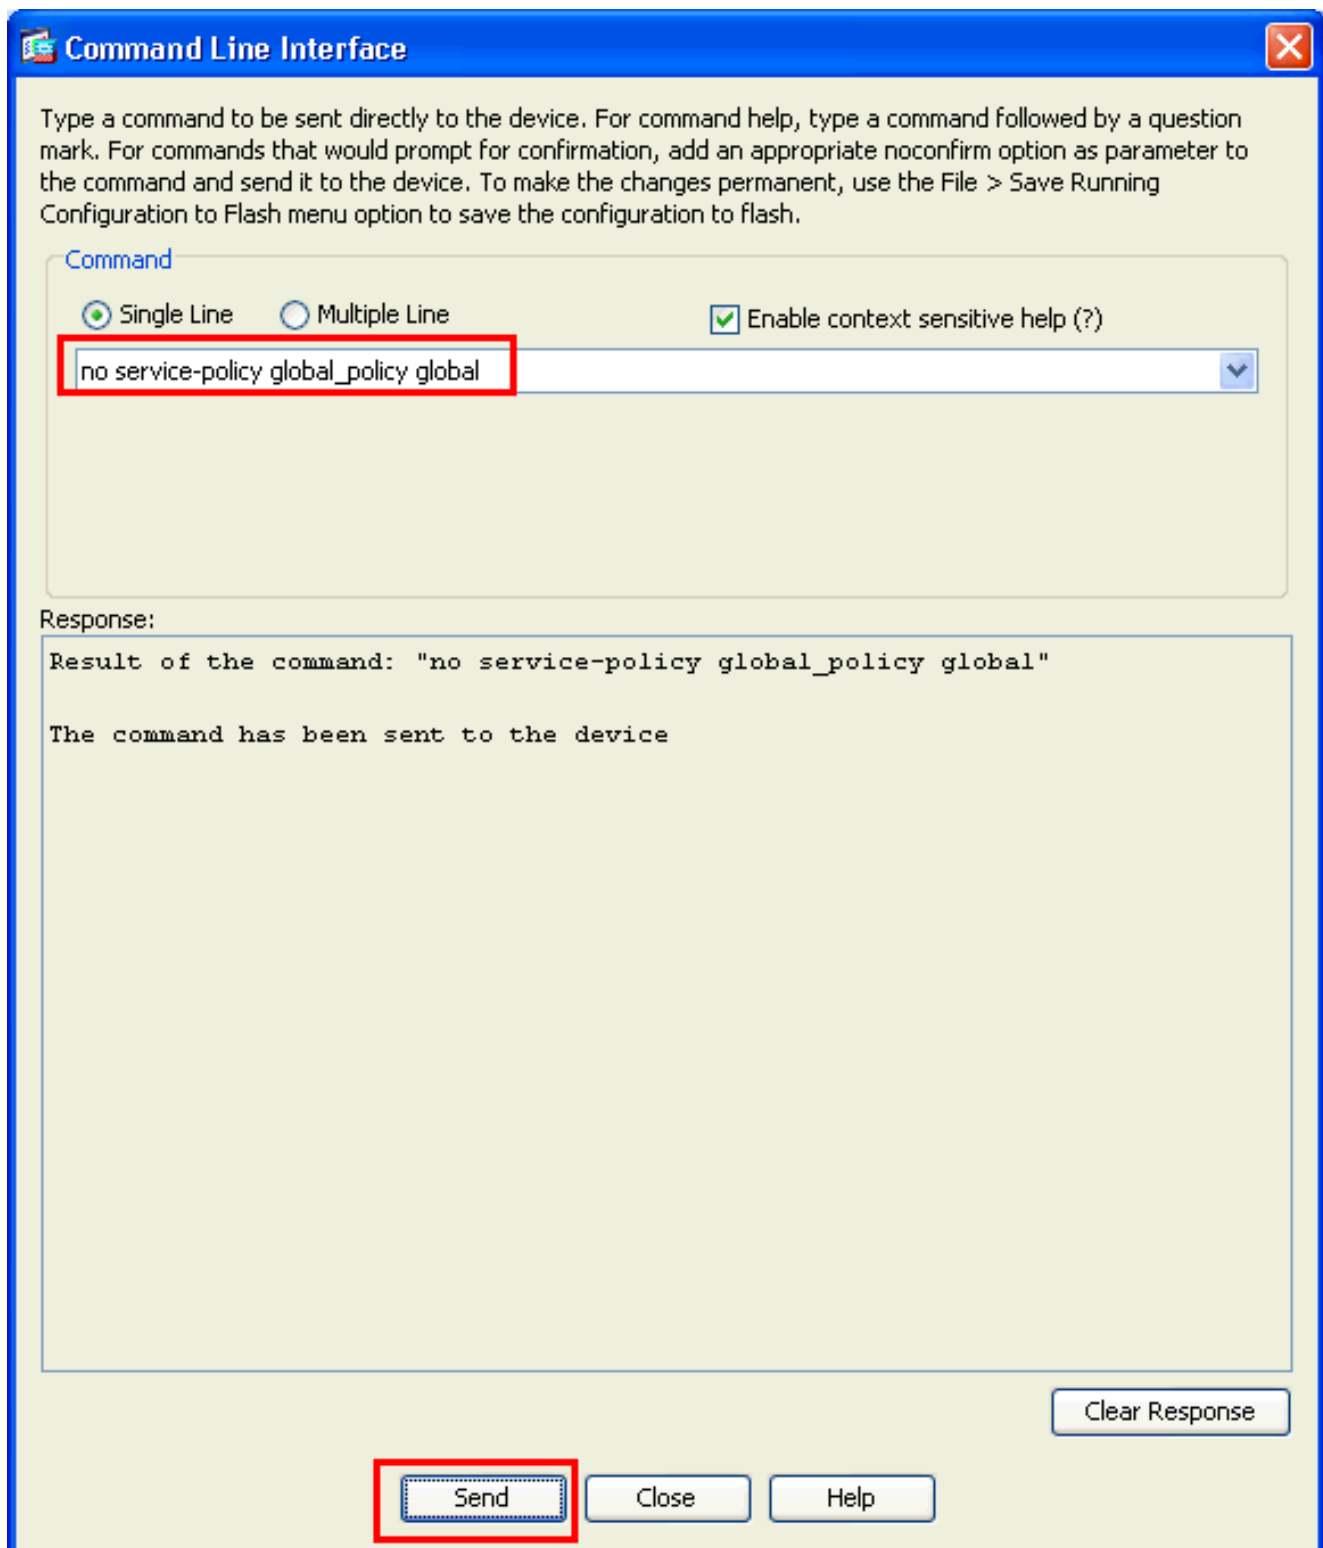 Command Line Interface
Type a command to be sent directly to the device. For command help, type a command followed by a question
mark. For commands that would prompt for confirmation, add an appropriate noconfirm option as parameter to
the command and send it to the device. To make the changes permanent, use the File > Save Running
Configuration to Flash menu option to save the configuration to flash.
Command
Single Line Multiple Line Enable context sensitive help (?)
no service-policy global_policy global
Response:
Result of the command: "no service-policy global_policy global"
The command has been sent to the device
Clear Response
Send Close Help